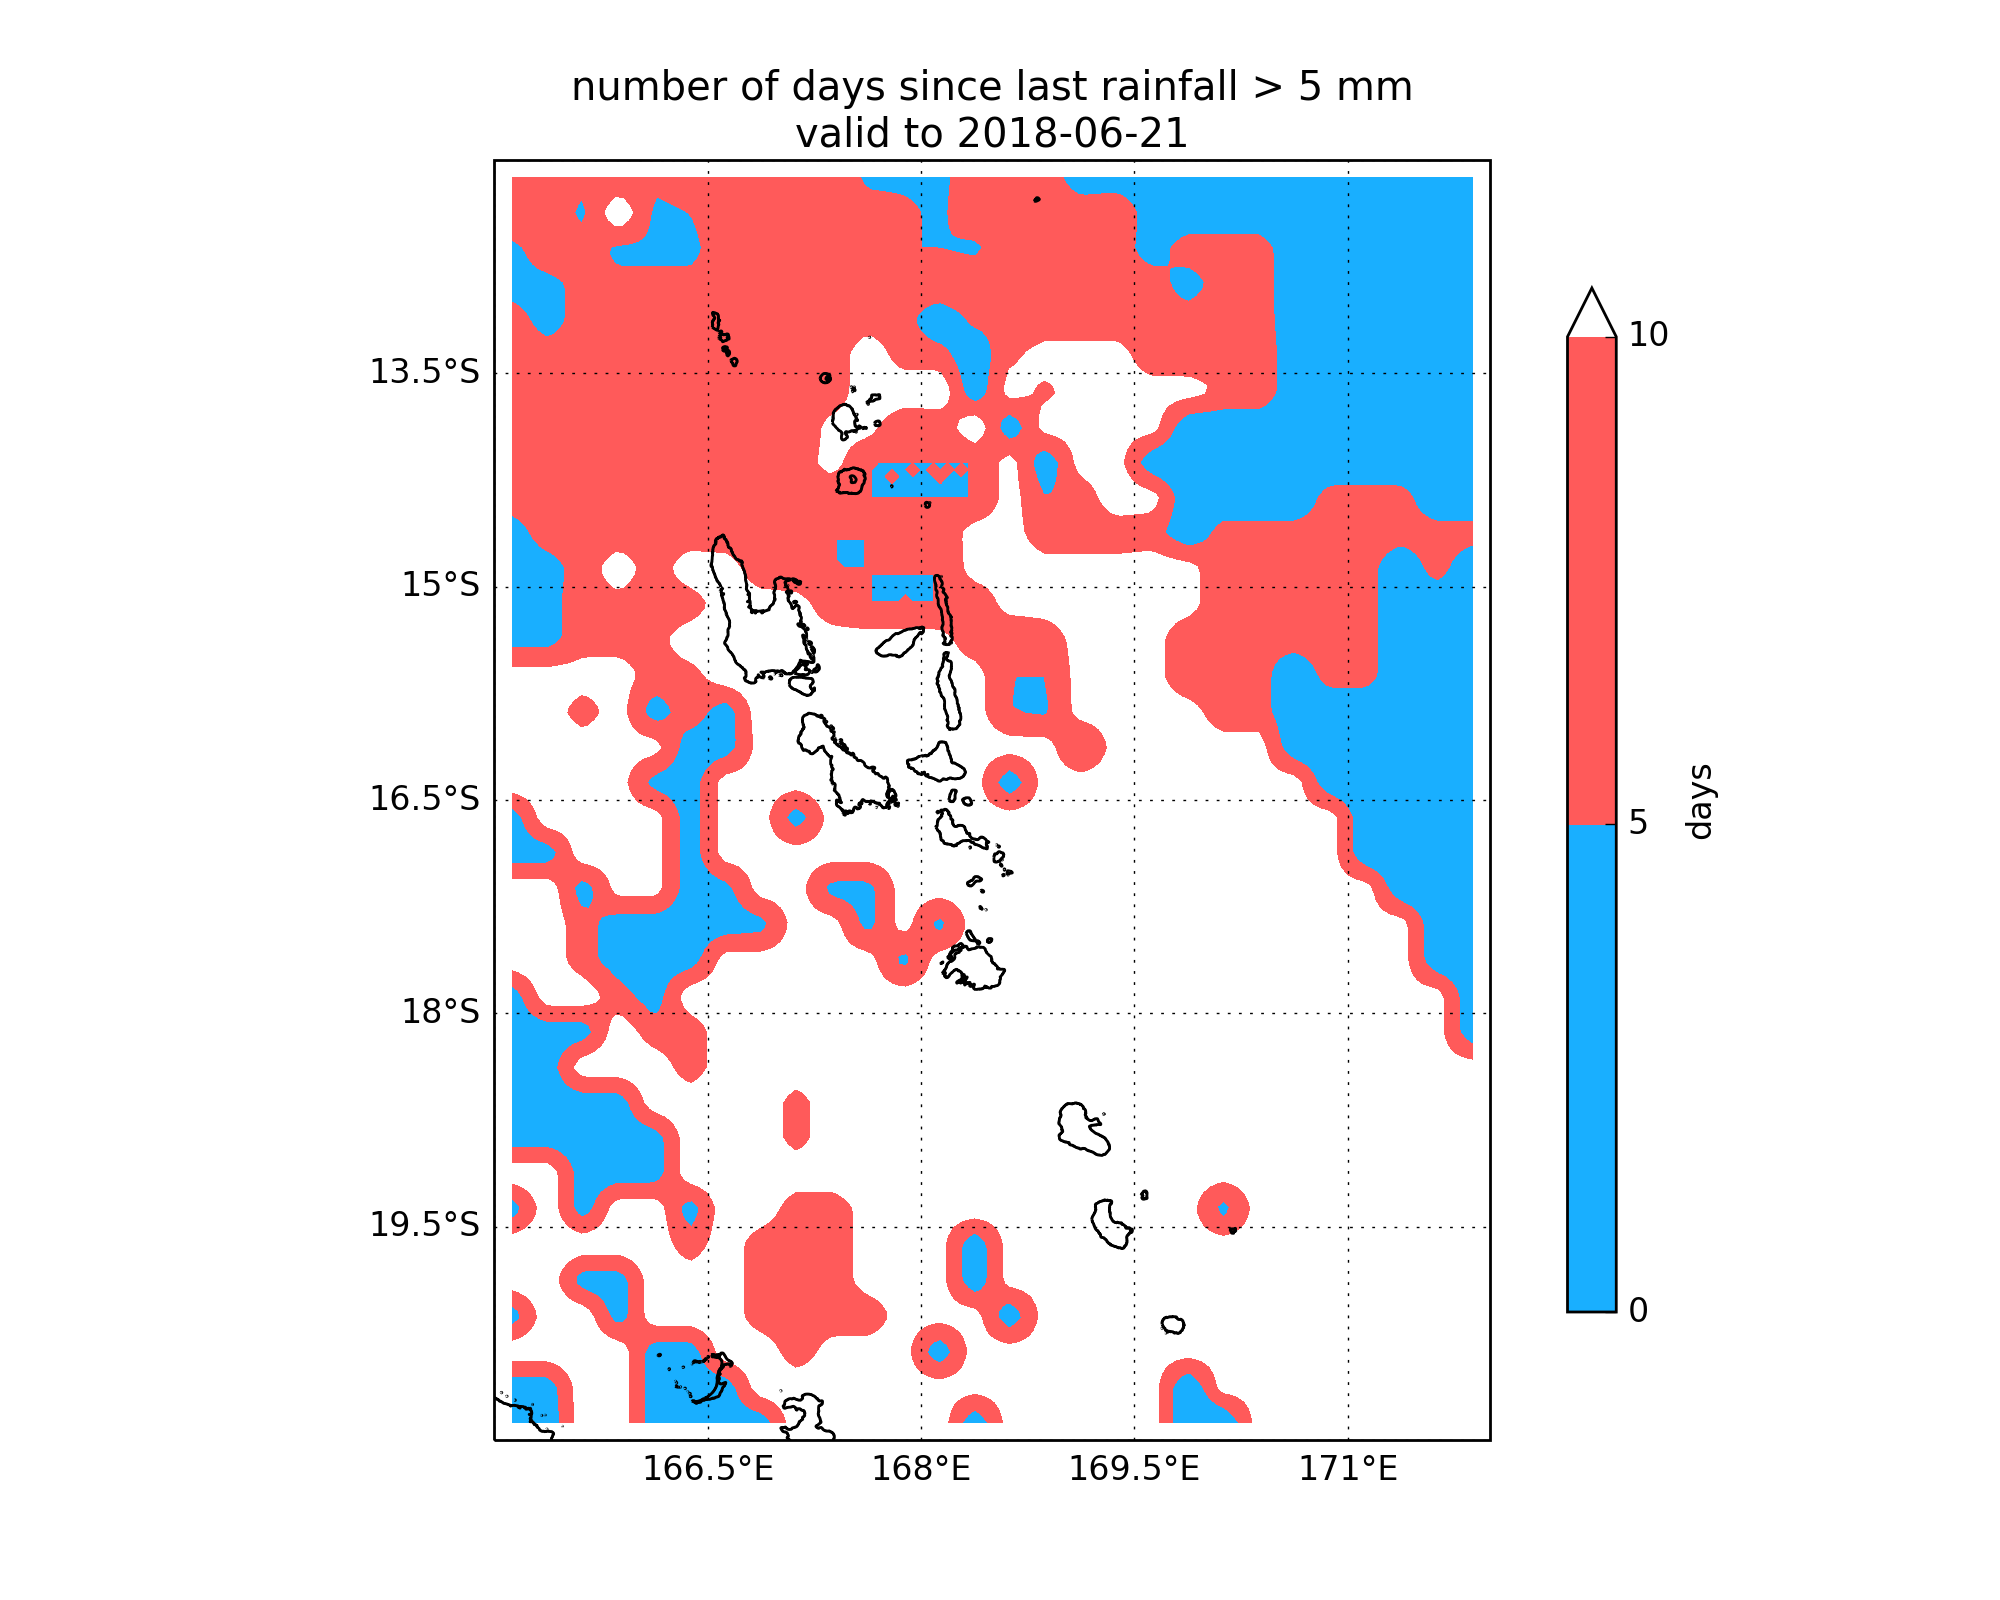 number of days since last rainfall > 5 mm
valid to 2018-06-21
13.5°S
15°S
16.5°S
18°S
19.5°S
166.5°E
168°E
169.5°E
171°E
10
5
0
days